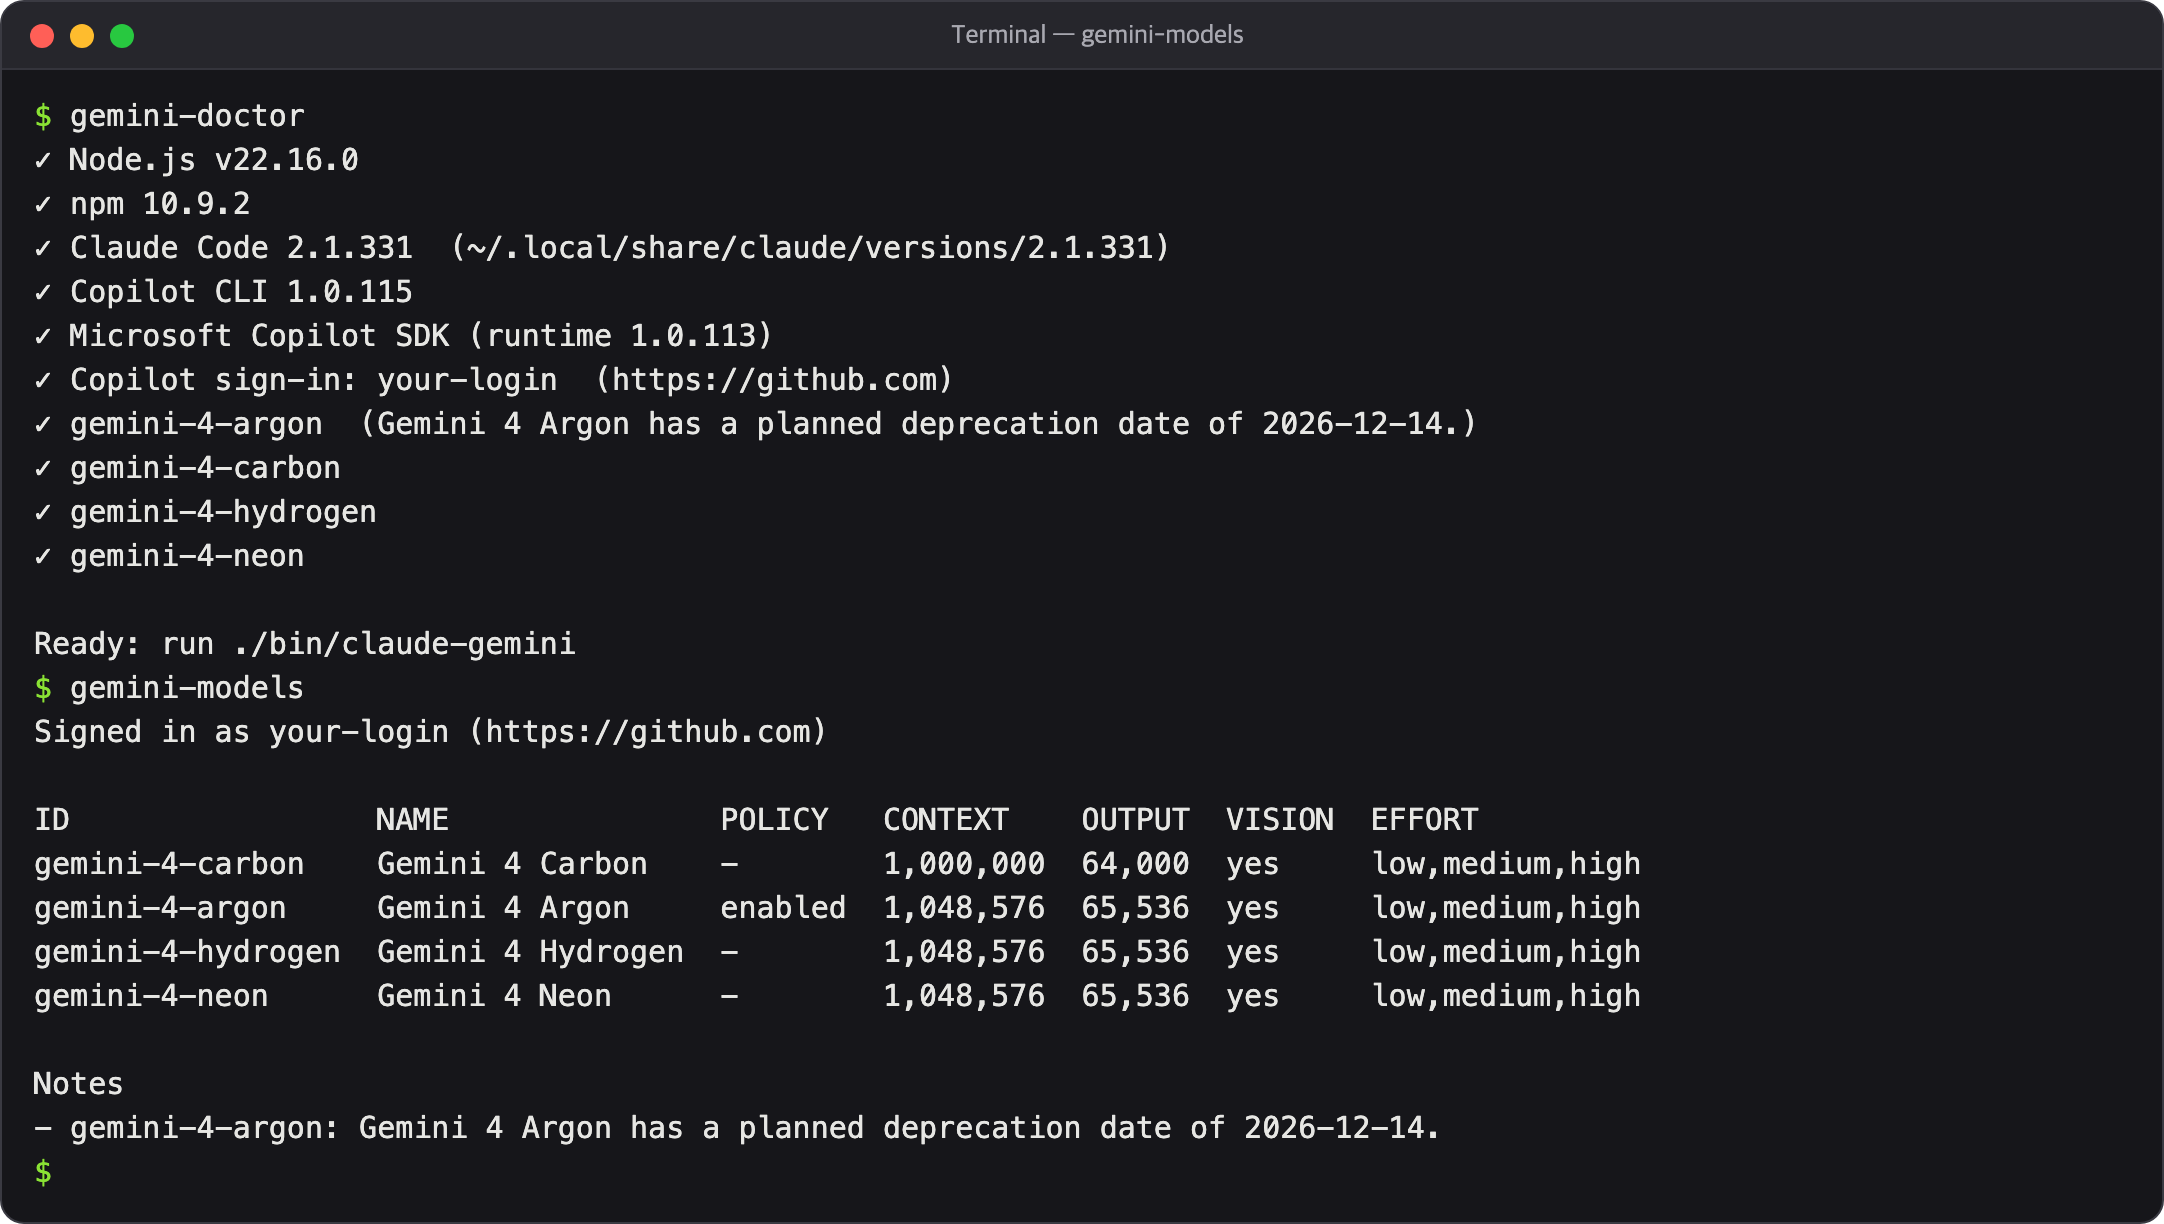 Terminal — gemini-models
$ gemini-doctor
✓ Node.js v22.16.0
✓ npm 10.9.2
✓ Claude Code 2.1.331  (~/.local/share/claude/versions/2.1.331)
✓ Copilot CLI 1.0.115
✓ Microsoft Copilot SDK (runtime 1.0.113)
✓ Copilot sign-in: your-login  (https://github.com)
✓ gemini-4-argon  (Gemini 4 Argon has a planned deprecation date of 2026-12-14.)
✓ gemini-4-carbon
✓ gemini-4-hydrogen
✓ gemini-4-neon
Ready: run ./bin/claude-gemini
$ gemini-models
Signed in as your-login (https://github.com)
ID                 NAME               POLICY   CONTEXT    OUTPUT  VISION  EFFORT
gemini-4-carbon    Gemini 4 Carbon    —        1,000,000  64,000  yes     low,medium,high
gemini-4-argon     Gemini 4 Argon     enabled  1,048,576  65,536  yes     low,medium,high
gemini-4-hydrogen  Gemini 4 Hydrogen  —        1,048,576  65,536  yes     low,medium,high
gemini-4-neon      Gemini 4 Neon      —        1,048,576  65,536  yes     low,medium,high
Notes
- gemini-4-argon: Gemini 4 Argon has a planned deprecation date of 2026-12-14.
$